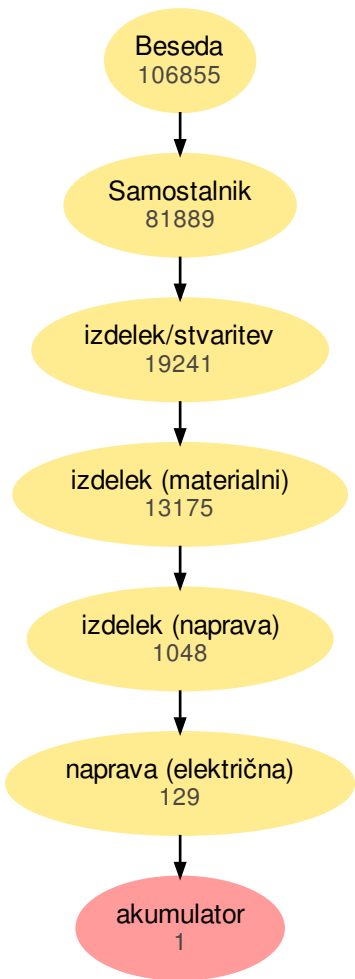 Beseda
106855
Samostalnik
81889
izdelek/stvaritev
19241
izdelek (materialni)
13175
izdelek (naprava)
1048
naprava (električna)
129
akumulator
1